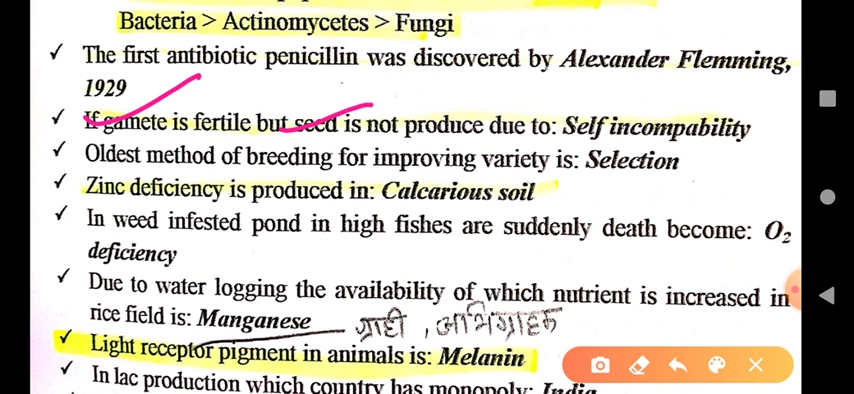 Bacteria > Actinomycetes > Fungi
✓ The first antibiotic penicillin was discovered by Alexander Flemming,
1929
✓ If gamete is fertile but seed is not produce due to: Self incompability
✓ Oldest method of breeding for improving variety is: Selection
✓ Zinc deficiency is produced in: Calcarious soil
✓ In weed infested pond in high fishes are suddenly death become: O₂
deficiency
✓ Due to water logging the availability of which nutrient is increased in
rice field is: Manganese ग्राही, अभिग्राहक
✓ Light receptor pigment in animals is: Melanin
✓ In lac production which country has monopoly: India